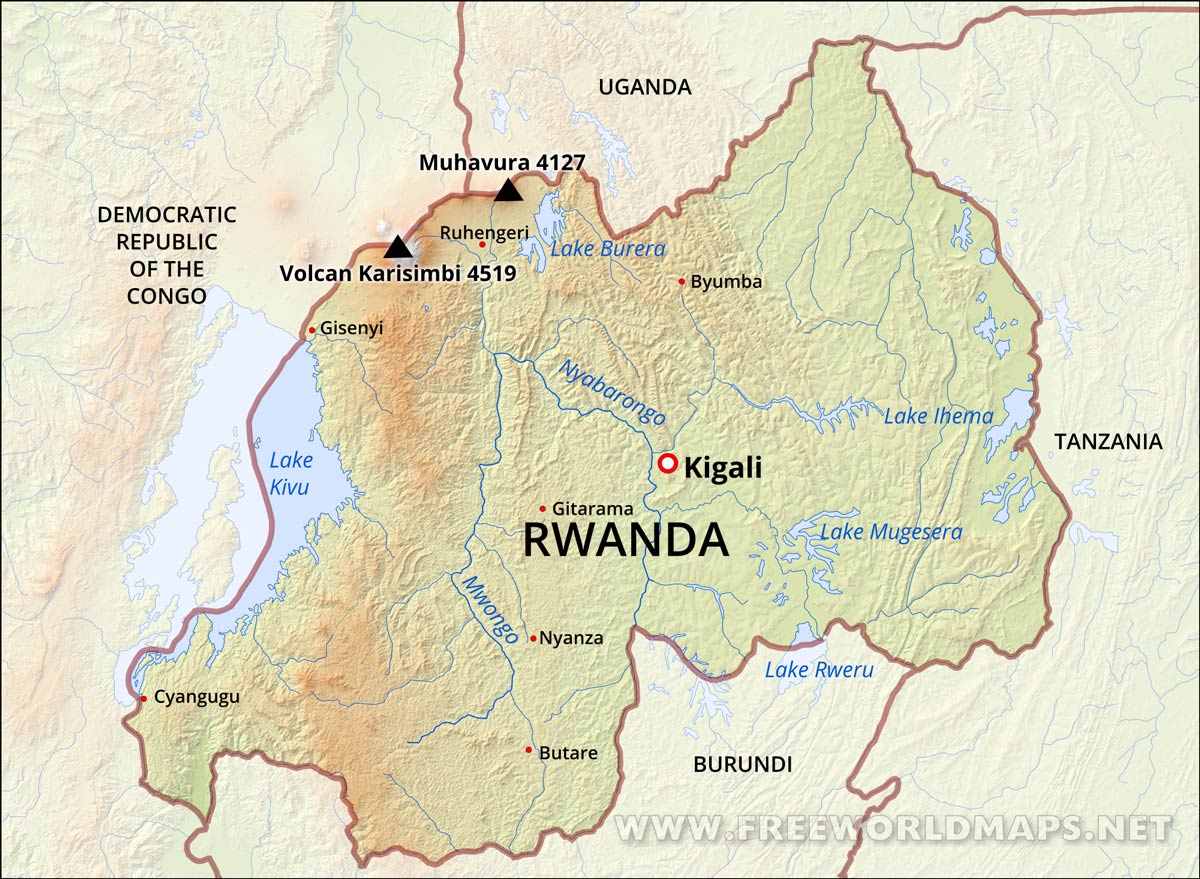 UGANDA
Muhavura 4127
DEMOCRATIC
REPUBLIC
OF THE
CONGO
Ruhengeri
Lake Burera
Volcan Karisimbi 4519
Byumba
Gisenyi
Nyabarongo
Lake Ihema
TANZANIA
Lake
Kivu
Kigali
Gitarama
RWANDA
Lake Mugesera
Mwongo
Nyanza
Lake Rweru
Cyangugu
Butare
BURUNDI
WWW.FREEWORLDMAPS.NET